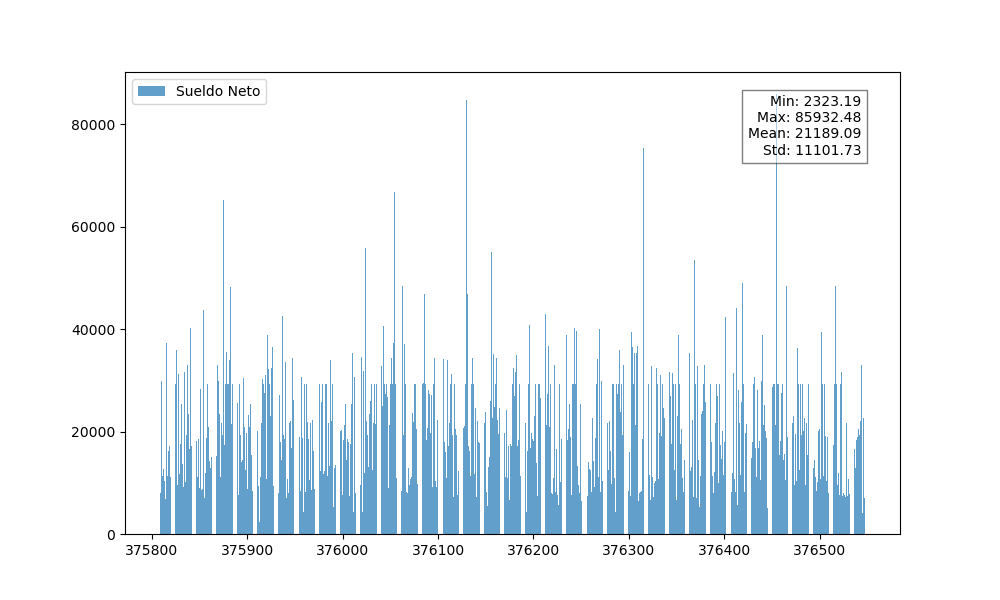 Sueldo Neto
Min: 2323.19
Max: 85932.48
Mean: 21189.09
Std: 11101.73
80000
60000
40000
20000
0
375800 375900 376000 376100 376200 376300 376400 376500